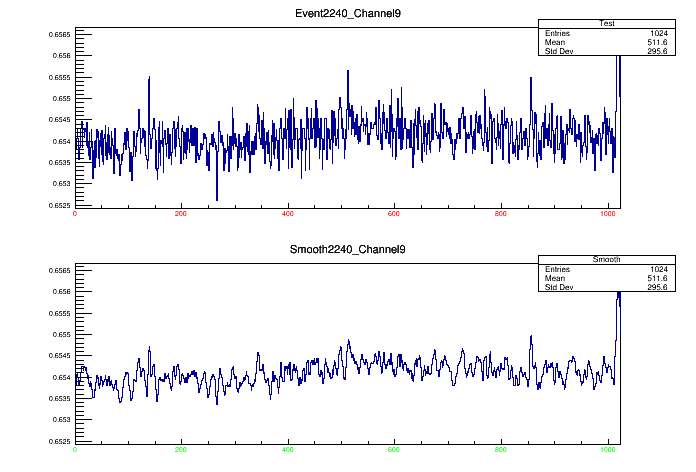 Event2240_Channel9
Test
Entries 1024
Mean 511.6
Std Dev 295.6
0.6565
0.656
0.6555
0.655
0.6545
0.654
0.6535
0.653
0.6525
0 200 400 600 800 1000
Smooth2240_Channel9
Smooth
Entries 1024
Mean 511.6
Std Dev 295.6
0.6565
0.656
0.6555
0.655
0.6545
0.654
0.6535
0.653
0.6525
0 200 400 600 800 1000